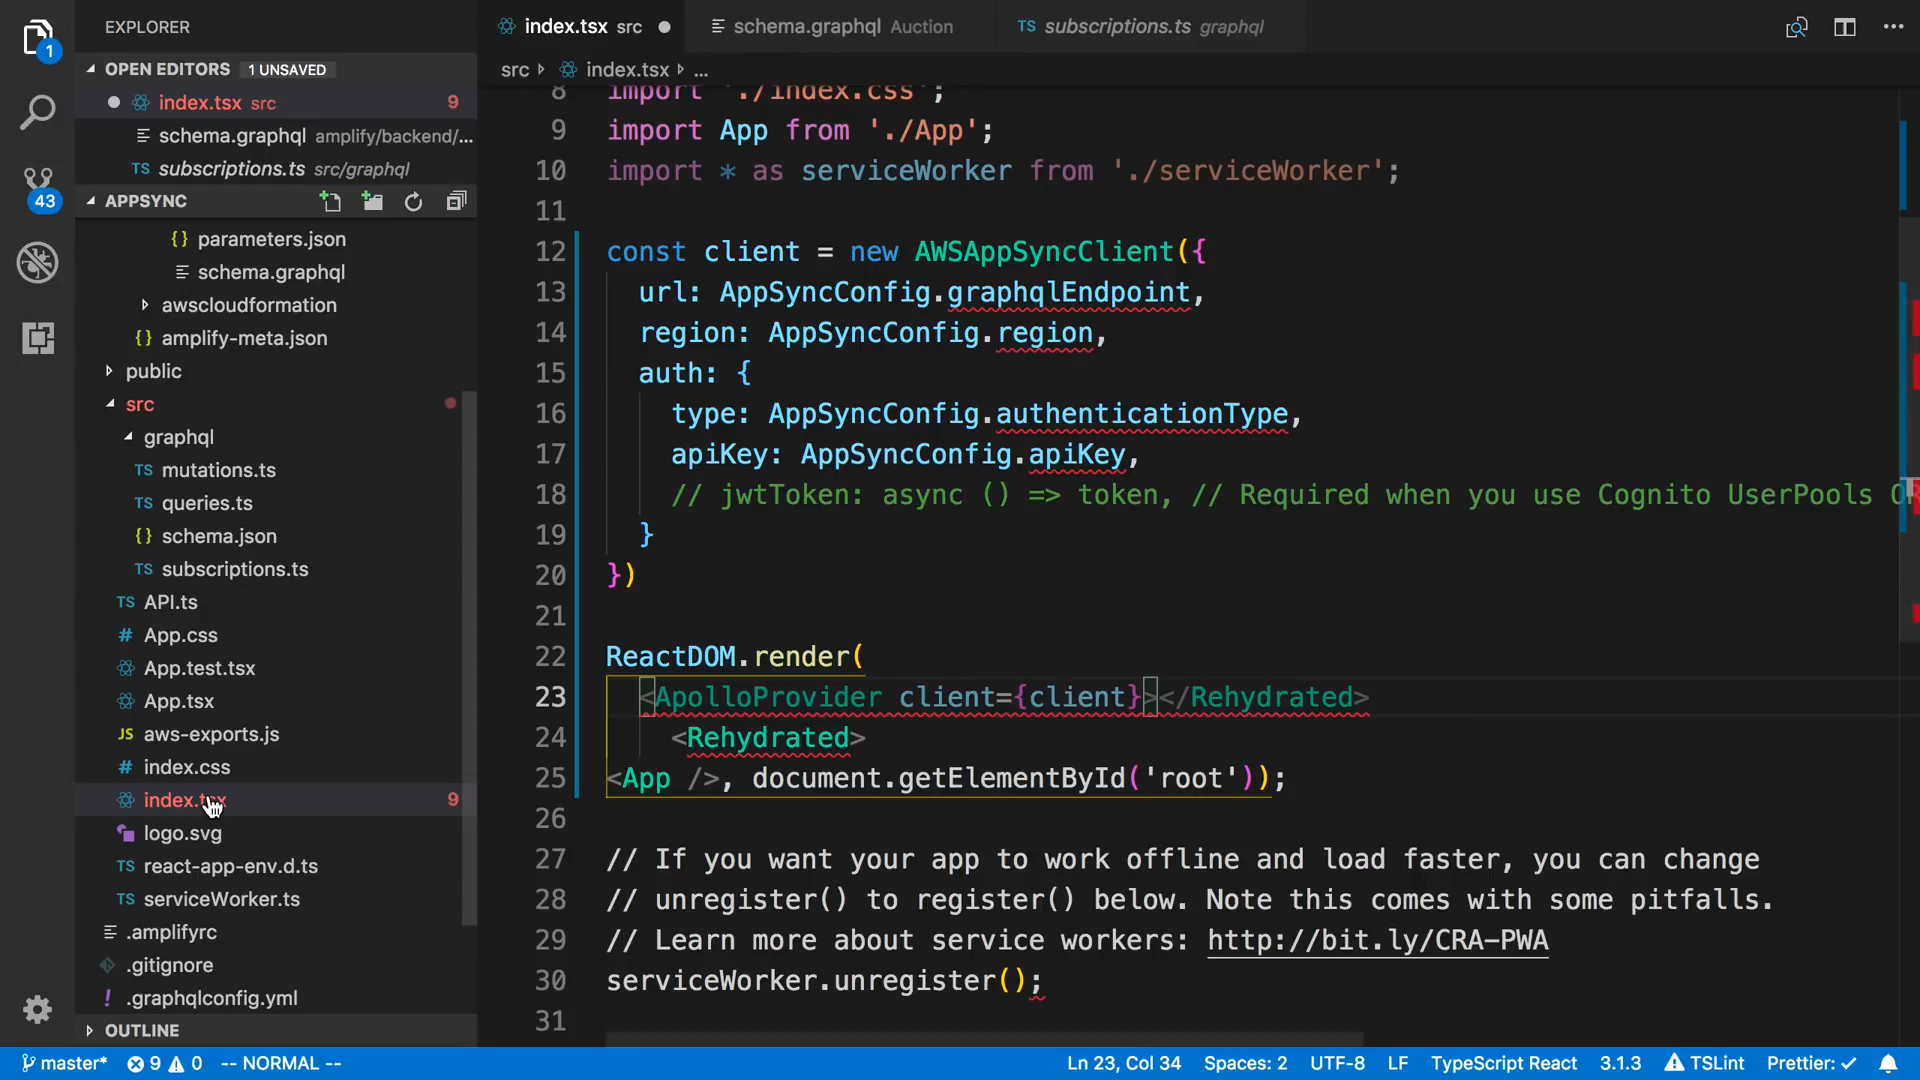 EXPLORER
OPEN EDITORS 1 UNSAVED
index.tsx src 9
schema.graphql amplify/backend/...
TS subscriptions.ts src/graphql
APPSYNC
{} parameters.json
schema.graphql
awscloudformation
{} amplify-meta.json
public
src
graphql
TS mutations.ts
TS queries.ts
{} schema.json
TS subscriptions.ts
TS API.ts
# App.css
App.test.tsx
App.tsx
JS aws-exports.js
# index.css
index.tsx 9
logo.svg
TS react-app-env.d.ts
TS serviceWorker.ts
.amplifyrc
.gitignore
! .graphqlconfig.yml
OUTLINE
1
43
index.tsx src
schema.graphql Auction
TS subscriptions.ts graphql
src index.tsx ...
8 import './index.css';
9 import App from './App';
10 import * as serviceWorker from './serviceWorker';
11
12 const client = new AWSAppSyncClient({
13 url: AppSyncConfig.graphqlEndpoint,
14 region: AppSyncConfig.region,
15 auth: {
16 type: AppSyncConfig.authenticationType,
17 apiKey: AppSyncConfig.apiKey,
18 // jwtToken: async () => token, // Required when you use Cognito UserPools
19 }
20 })
21
22 ReactDOM.render(
23 <ApolloProvider client={client}></Rehydrated>
24 <Rehydrated>
25 <App />, document.getElementById('root'));
26
27 // If you want your app to work offline and load faster, you can change
28 // unregister() to register() below. Note this comes with some pitfalls.
29 // Learn more about service workers: http://bit.ly/CRA-PWA
30 serviceWorker.unregister();
31
master* 9 0 -- NORMAL -- Ln 23, Col 34 Spaces: 2 UTF-8 LF TypeScript React 3.1.3 TSLint Prettier: ✓